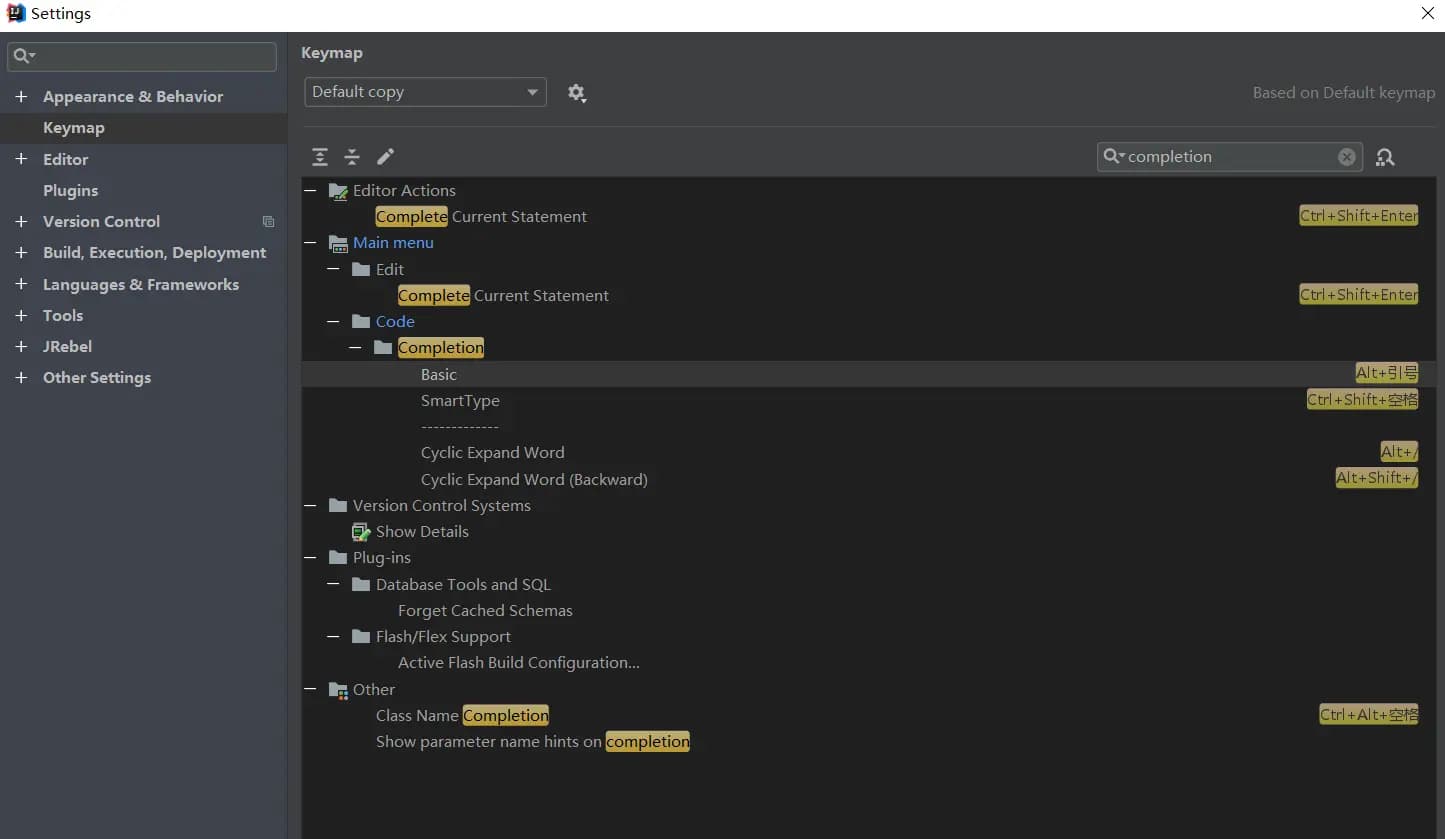 Settings
Keymap
Appearance & Behavior
Keymap
Editor
Plugins
Version Control
Build, Execution, Deployment
Languages & Frameworks
Tools
JRebel
Other Settings
Default copy
Based on Default keymap
completion
Editor Actions
Complete Current Statement Ctrl+Shift+Enter
Main menu
Edit
Complete Current Statement Ctrl+Shift+Enter
Code
Completion
Basic Alt+引号
SmartType Ctrl+Shift+空格
-------------
Cyclic Expand Word Alt+/
Cyclic Expand Word (Backward) Alt+Shift+/
Version Control Systems
Show Details
Plug-ins
Database Tools and SQL
Forget Cached Schemas
Flash/Flex Support
Active Flash Build Configuration...
Other
Class Name Completion Ctrl+Alt+空格
Show parameter name hints on completion